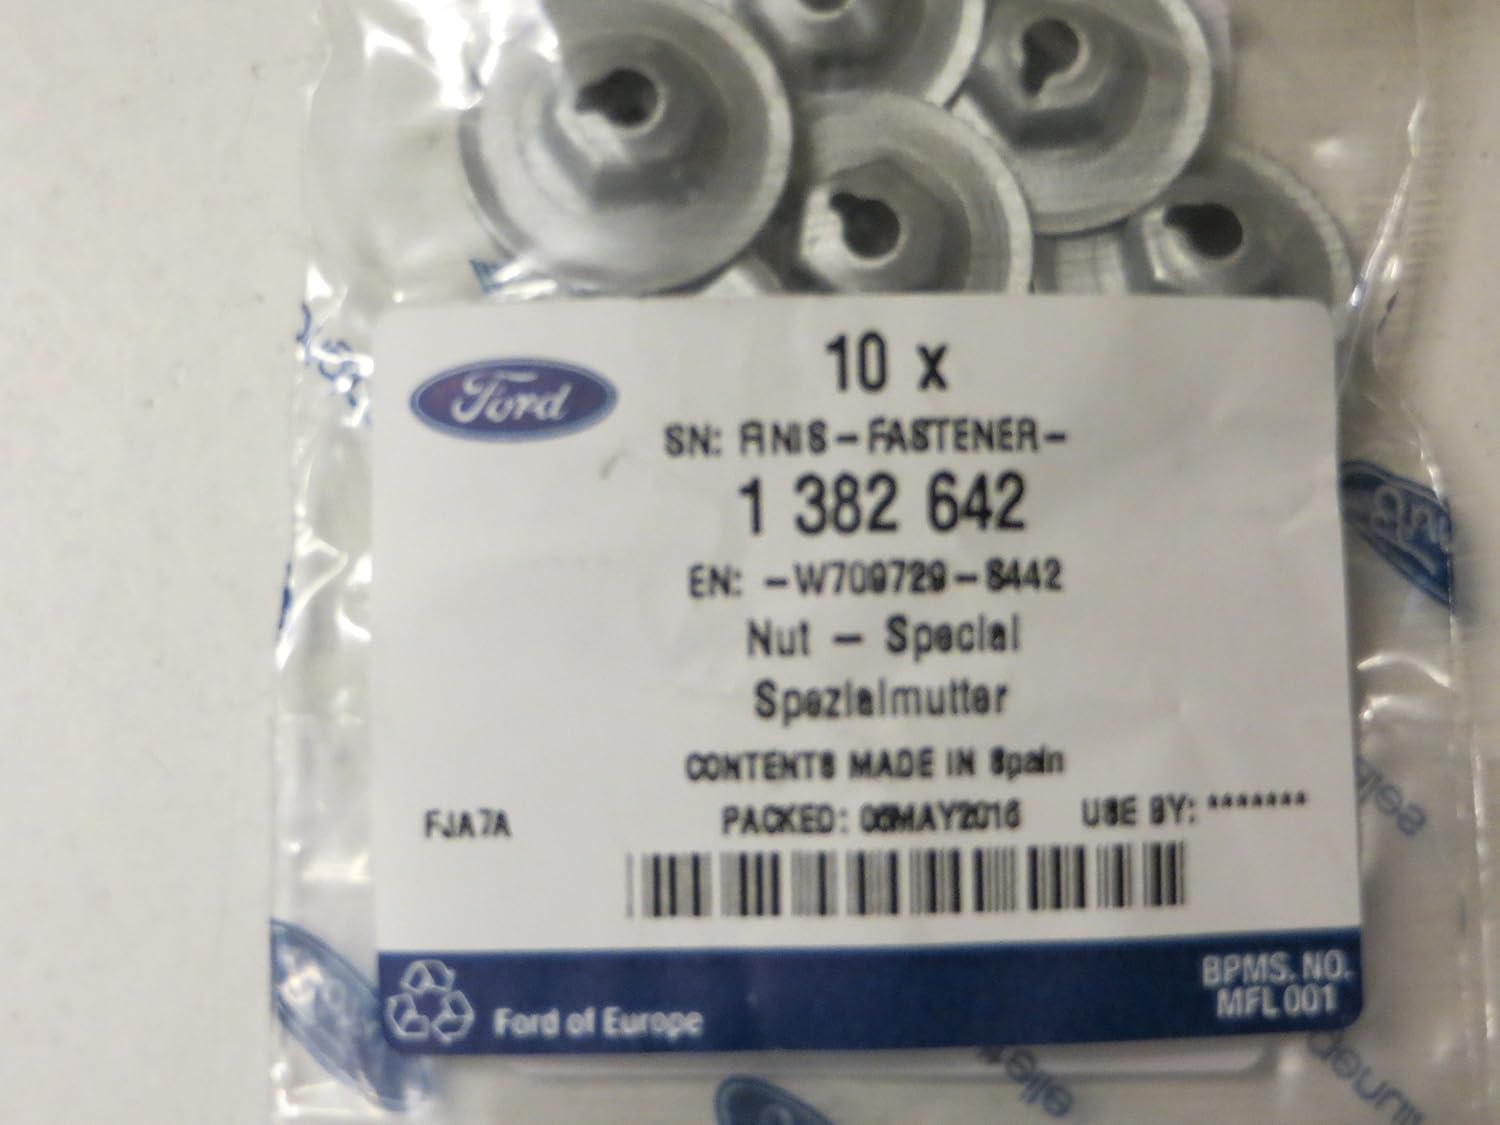 10 x
Ford
SN: FINIS-FASTENER-
1 382 642
EN: -W709729-S442
Nut - Special
Spezialmutter
CONTENTS MADE IN Spain
FJA7A PACKED: 06MAY2016 USE BY: *******
BPMS. NO.
MFL 001
Ford of Europe